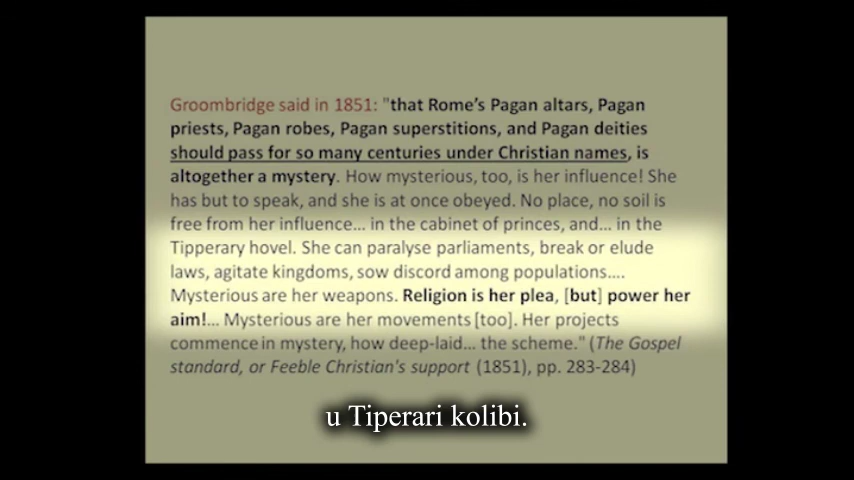 Groombridge said in 1851: "that Rome's Pagan altars, Pagan
priests, Pagan robes, Pagan superstitions, and Pagan deities
should pass for so many centuries under Christian names, is
altogether a mystery. How mysterious, too, is her influence! She
has but to speak, and she is at once obeyed. No place, no soil is
free from her influence... in the cabinet of princes, and... in the
Tipperary hovel. She can paralyse parliaments, break or elude
laws, agitate kingdoms, sow discord among populations....
Mysterious are her weapons. Religion is her plea, [but] power her
aim!... Mysterious are her movements [too]. Her projects
commence in mystery, how deep-laid... the scheme." (The Gospel
standard, or Feeble Christian's support (1851), pp. 283-284)
u Tiperari kolibi.